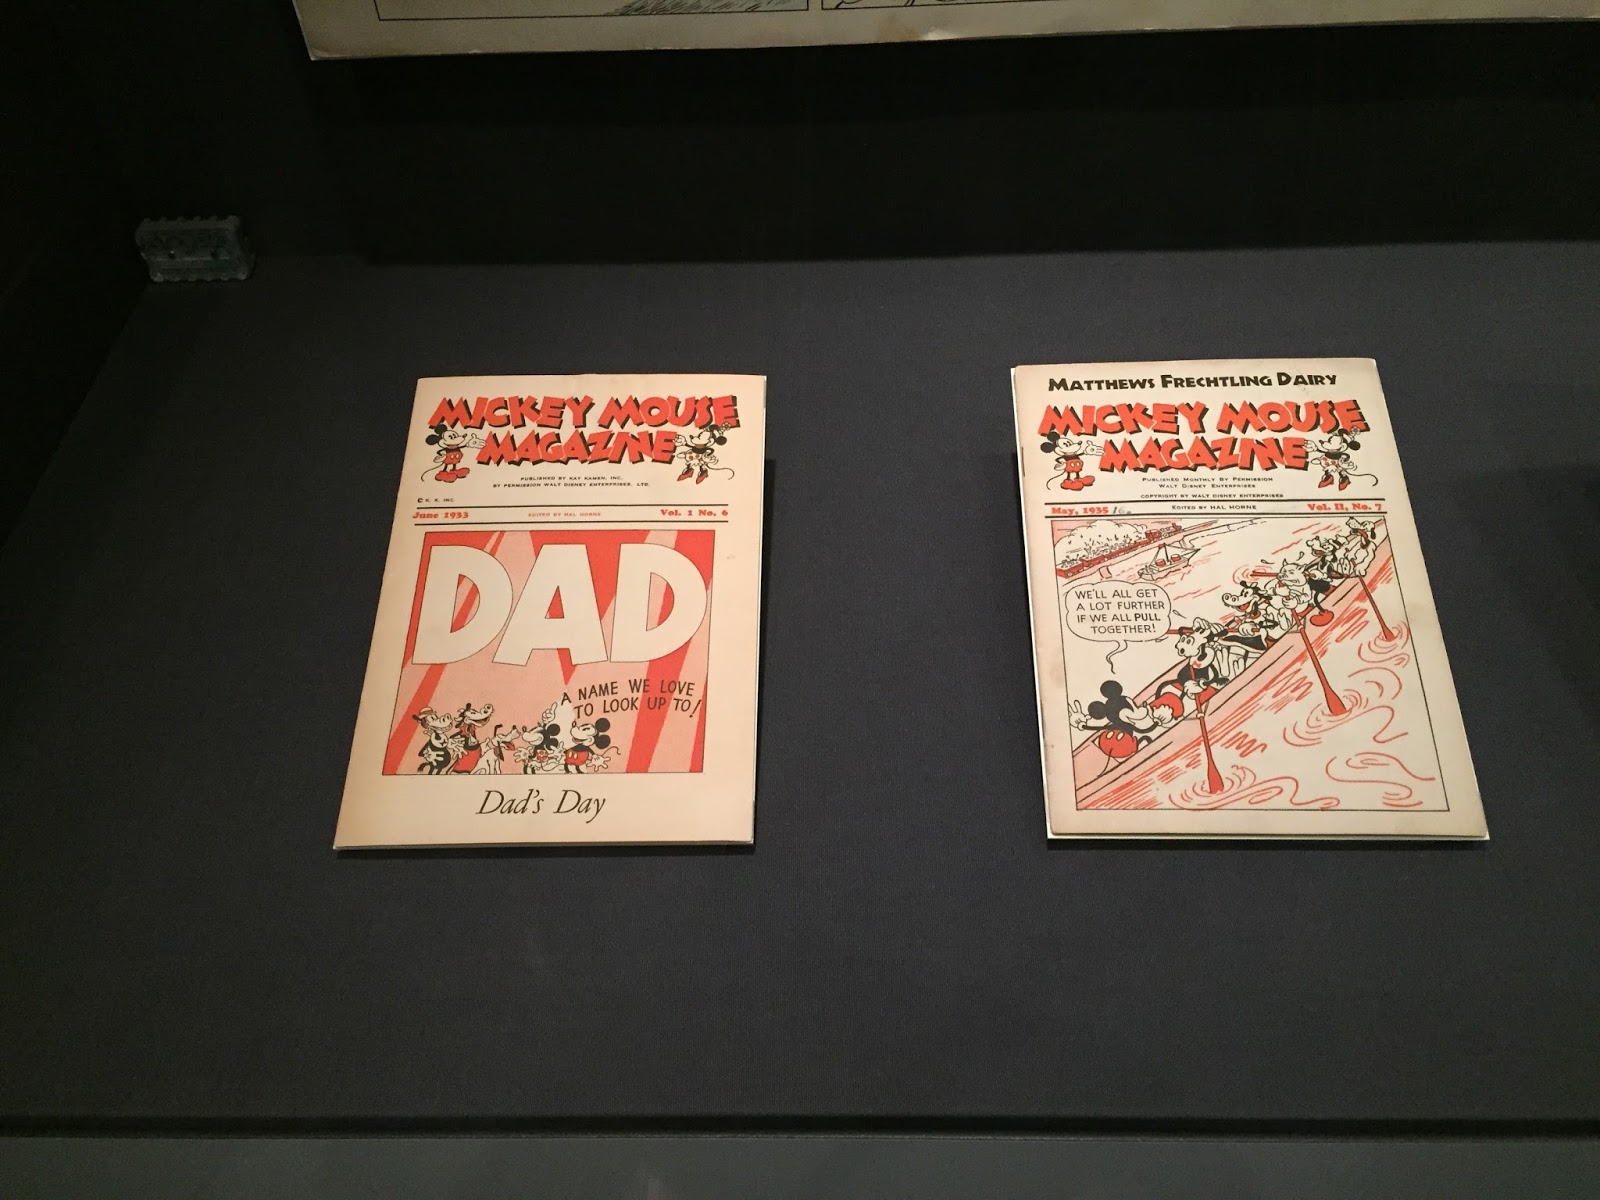 MICKEY MOUSE
MAGAZINE
PUBLISHED BY KAY KAMEN, INC.
BY PERMISSION WALT DISNEY ENTERPRISES, LTD.
© K. K. INC.
June 1933 EDITED BY HAL HORNE Vol. 1 No. 6
DAD
A NAME WE LOVE
TO LOOK UP TO!
Dad's Day
MATTHEWS FRECHTLING DAIRY
MICKEY MOUSE
MAGAZINE
PUBLISHED MONTHLY BY PERMISSION
WALT DISNEY ENTERPRISES
COPYRIGHT BY WALT DISNEY ENTERPRISES
May, 1935 EDITED BY HAL HORNE Vol. II, No. 7
WE'LL ALL GET
A LOT FURTHER
IF WE ALL PULL
TOGETHER!